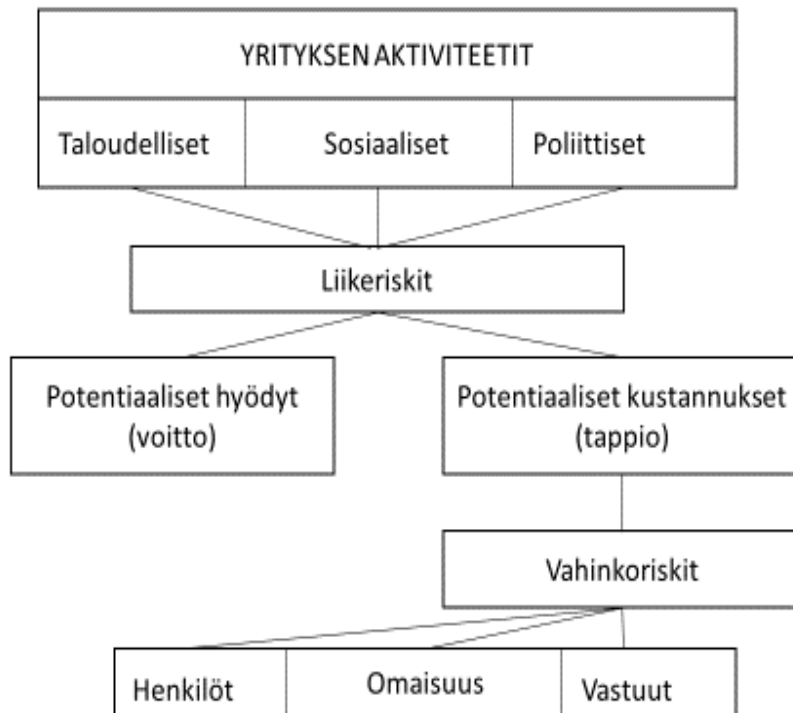 YRITYKSEN AKTIVITEETIT
Taloudelliset Sosiaaliset Poliittiset
Liikeriskit
Potentiaaliset hyödyt
(voitto)
Potentiaaliset kustannukset
(tappio)
Vahinkoriskit
Henkilöt Omaisuus Vastuut